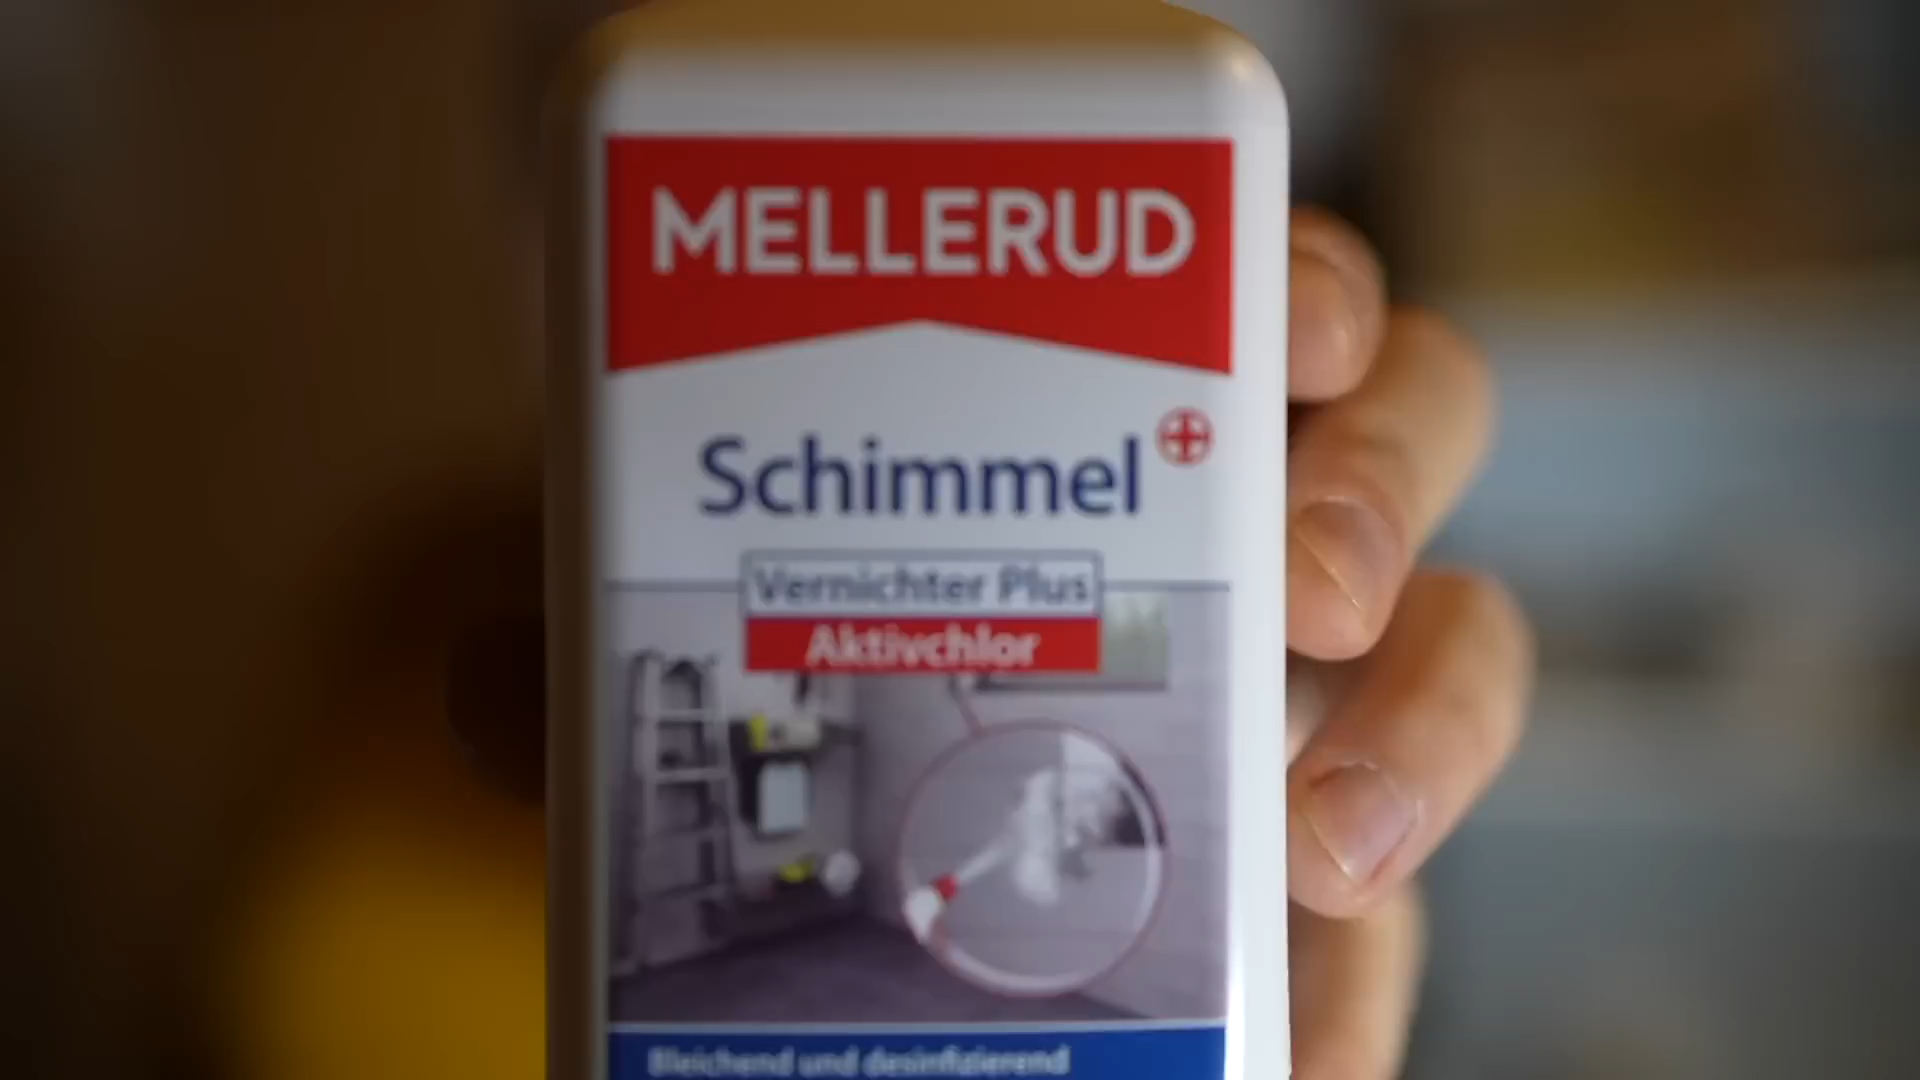 MELLERUD
Schimmel
Vernichter Plus
Aktivchlor
Bleichend und desinfizierend